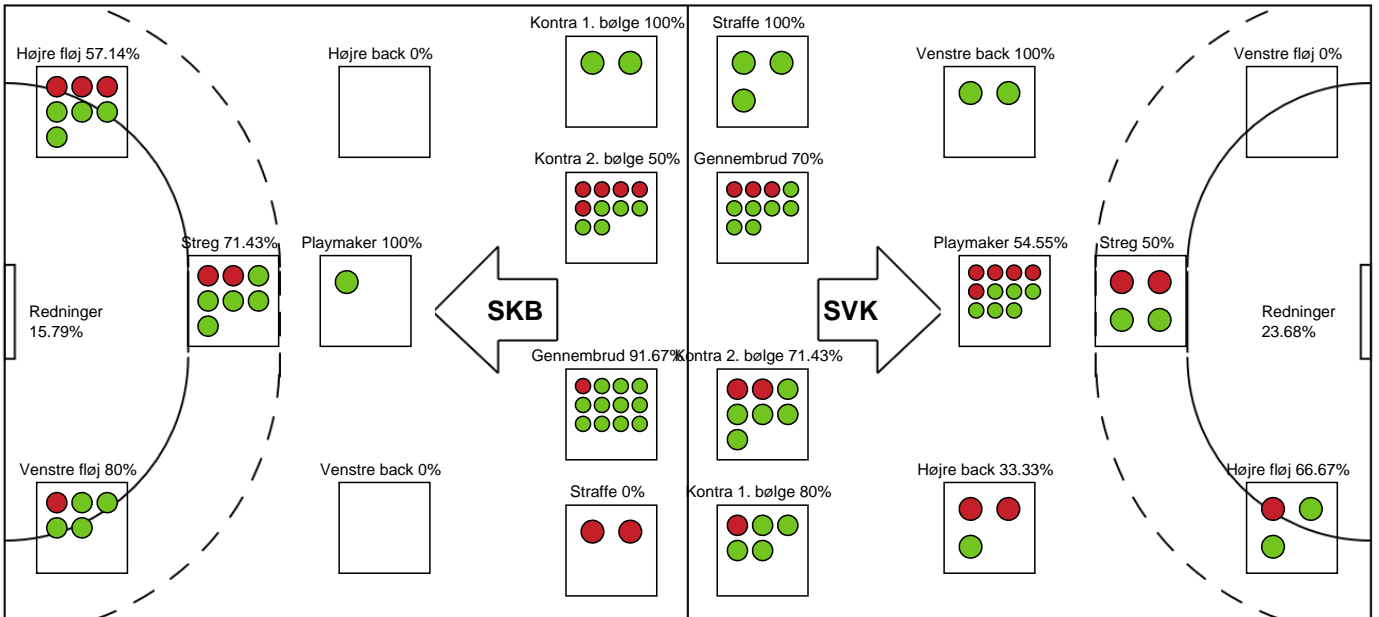 Kontra 1. bølge 100%
Straffe 100%
Højre fløj 57.14%
Højre back 0%
Venstre back 100%
Venstre fløj 0%
Kontra 2. bølge 50%
Gennembrud 70%
Streg 71.43%
Playmaker 100%
Playmaker 54.55%
Streg 50%
Redninger
15.79%
SKB
SVK
Redninger
23.68%
Gennembrud 91.67%
Kontra 2. bølge 71.43%
Venstre fløj 80%
Venstre back 0%
Straffe 0%
Kontra 1. bølge 80%
Højre back 33.33%
Højre fløj 66.67%